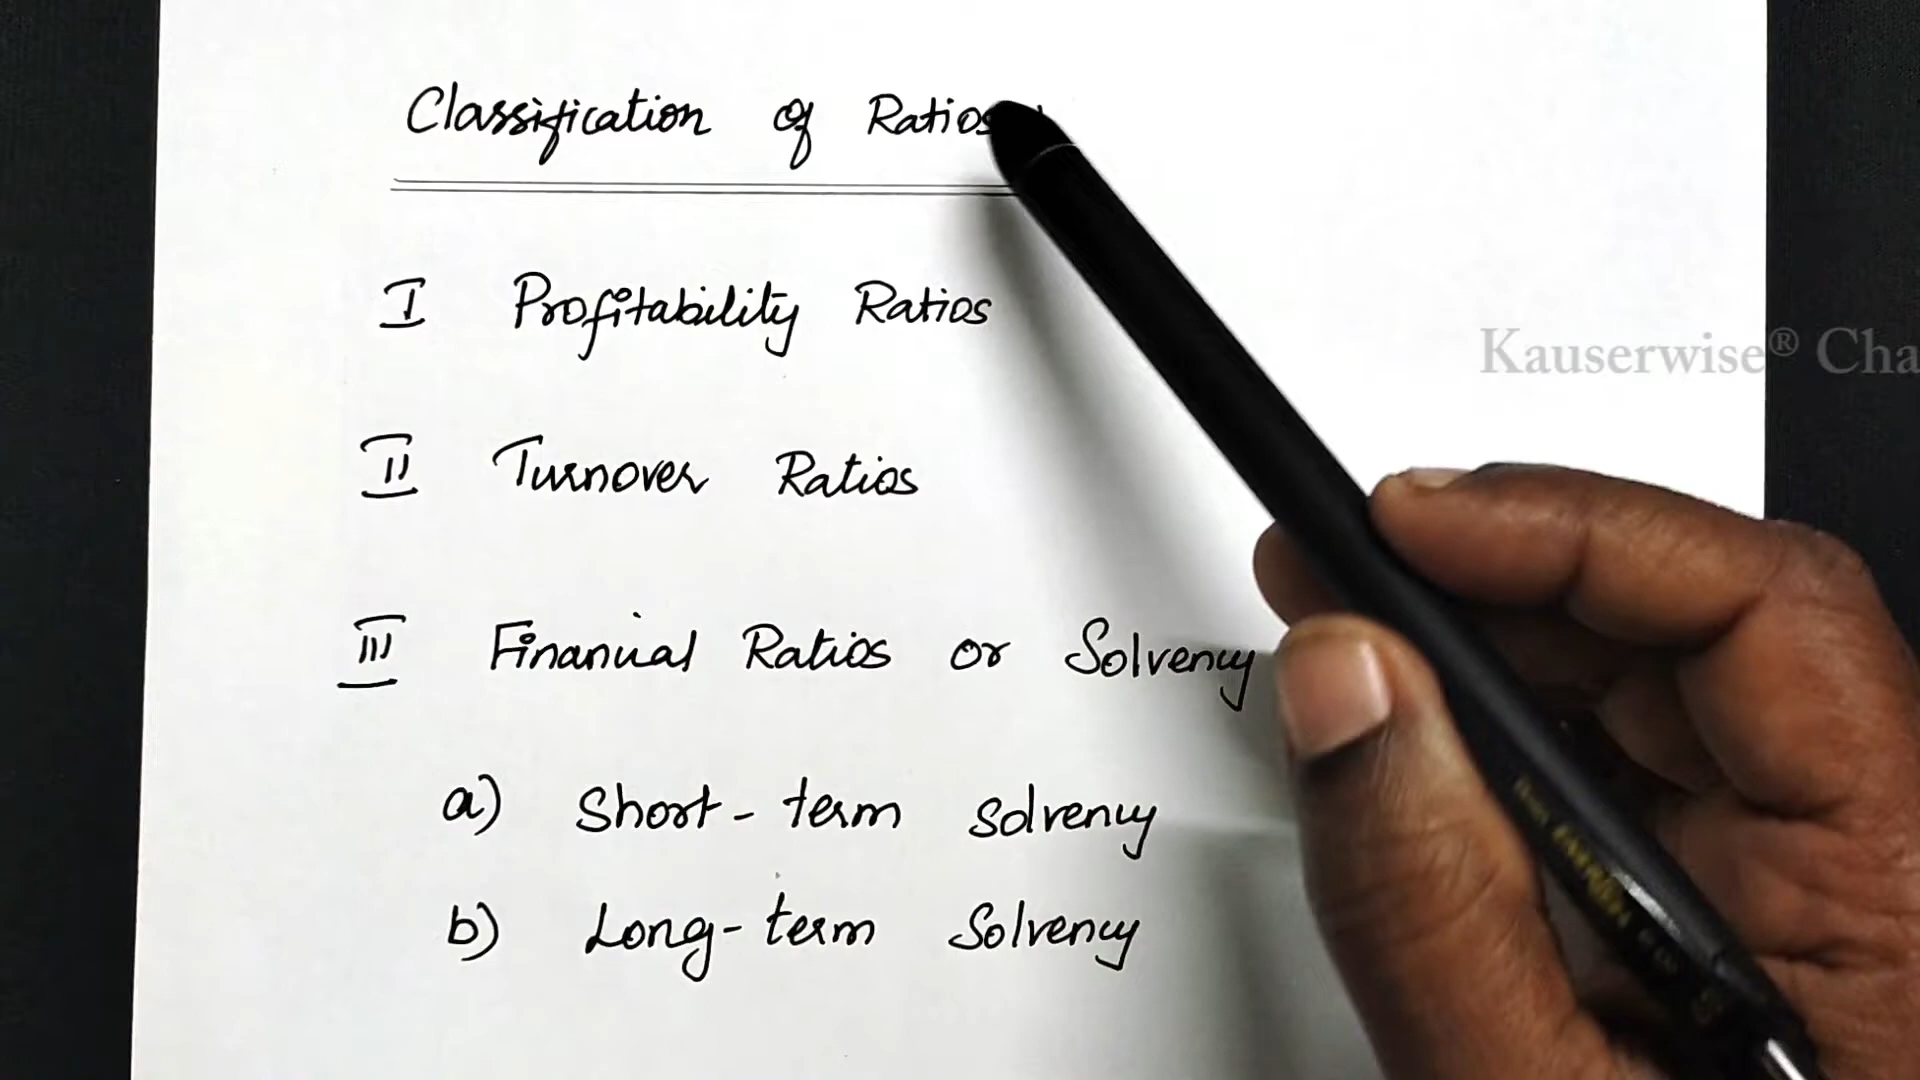 Classification of Ratios
I Profitability Ratios
II Turnover Ratios
III Financial Ratios or Solvency
a) Short-term solvency
b) Long-term Solvency
Kauserwise® Cha